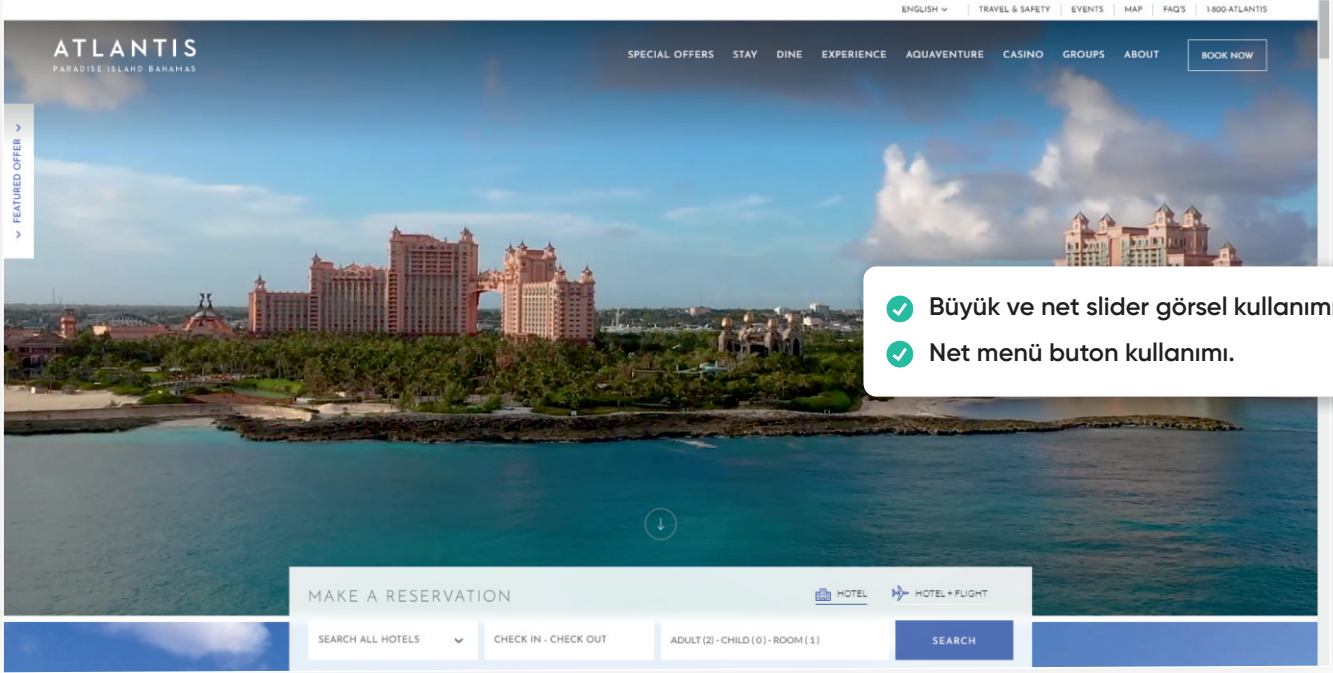 ENGLISH
TRAVEL & SAFETY
EVENTS
MAP
FAQ'S
1-800-ATLANTIS
ATLANTIS
PARADISE ISLAND BAHAMAS
SPECIAL OFFERS
STAY
DINE
EXPERIENCE
AQUAVENTURE
CASINO
GROUPS
ABOUT
BOOK NOW
FEATURED OFFER
Büyük ve net slider görsel kullanımı
Net menü buton kullanımı.
MAKE A RESERVATION
HOTEL
HOTEL + FLIGHT
SEARCH ALL HOTELS
CHECK IN - CHECK OUT
ADULT (2) - CHILD ( 0 ) - ROOM ( 1 )
SEARCH